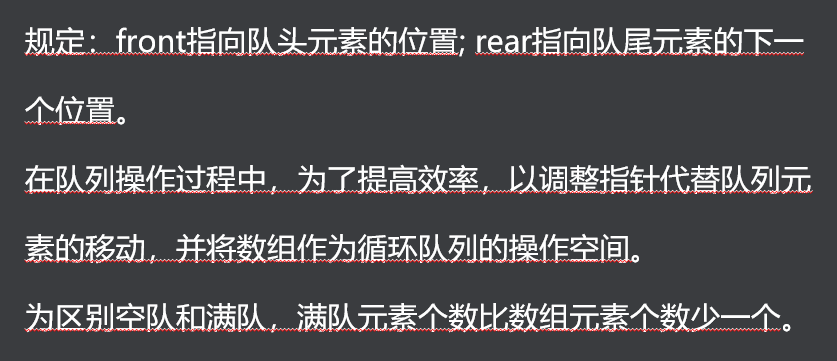 规定：front指向队头元素的位置; rear指向队尾元素的下一
个位置。
在队列操作过程中，为了提高效率，以调整指针代替队列元
素的移动，并将数组作为循环队列的操作空间。
为区别空队和满队，满队元素个数比数组元素个数少一个。